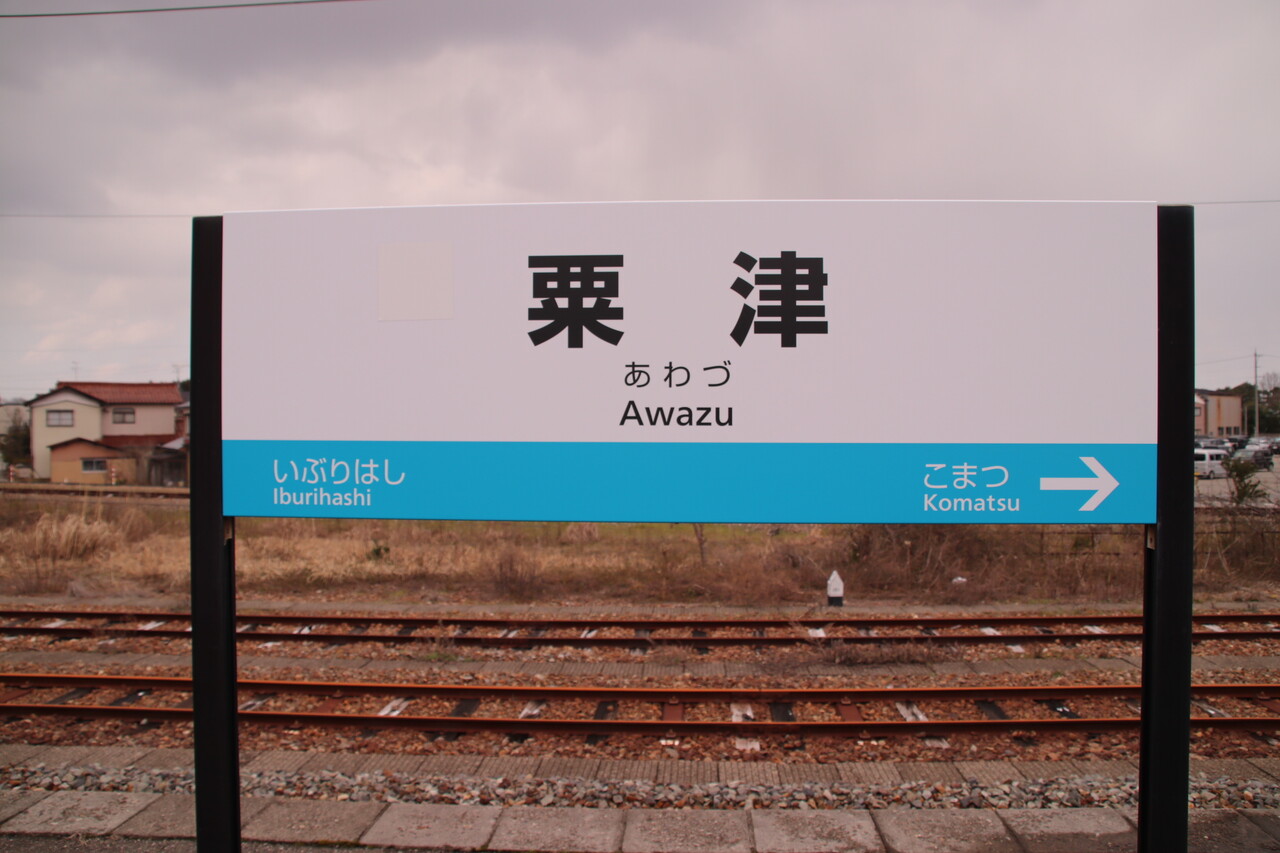 粟 津
あわづ
Awazu
いぶりはし
Iburihashi
こまつ
Komatsu